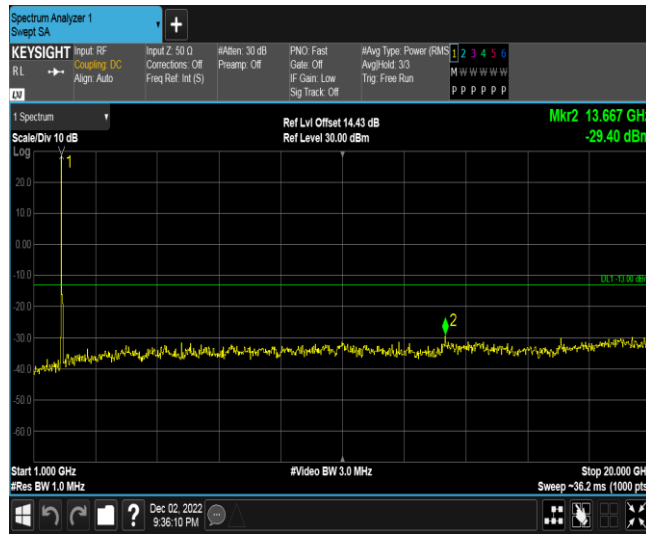 Spectrum Analyzer 1
Swept SA
+
KEYSIGHT Input: RF Input Z: 50 Ω #Atten: 30 dB PNO: Fast #Avg Type: Power (RMS 1 2 3 4 5 6
RL Coupling: DC Corrections: Off Preamp: Off Gate: Off Avg|Hold: 3/3 M W W W W W
Align: Auto Freq Ref: Int (S) IF Gain: Low Trig: Free Run
LXI Sig Track: Off P P P P P P
1 Spectrum Ref Lvl Offset 14.43 dB Mkr2 13.667 GHz
Scale/Div 10 dB Ref Level 30.00 dBm -29.40 dBm
Log
1
20.0
10.0
0.00
-10.0
DL1 -13.00 dB
-20.0
2
-30.0
-40.0
-50.0
-60.0
Start 1.000 GHz #Video BW 3.0 MHz Stop 20.000 GH
#Res BW 1.0 MHz Sweep ~36.2 ms (1000 pts
? Dec 02, 2022
9:36:10 PM